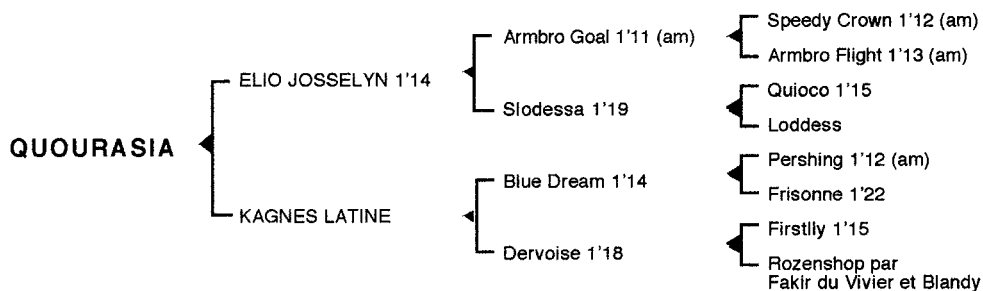 Speedy Crown 1'12 (am)
Armbro Goal 1'11 (am)
Armbro Flight 1'13 (am)
ELIO JOSSELYN 1'14
Quioco 1'15
Slodessa 1'19
Loddess
QUOURASIA
Pershing 1'12 (am)
Blue Dream 1'14
Frisonne 1'22
KAGNES LATINE
Firstlly 1'15
Dervoise 1'18
Rozenshop par
Fakir du Vivier et Blandy